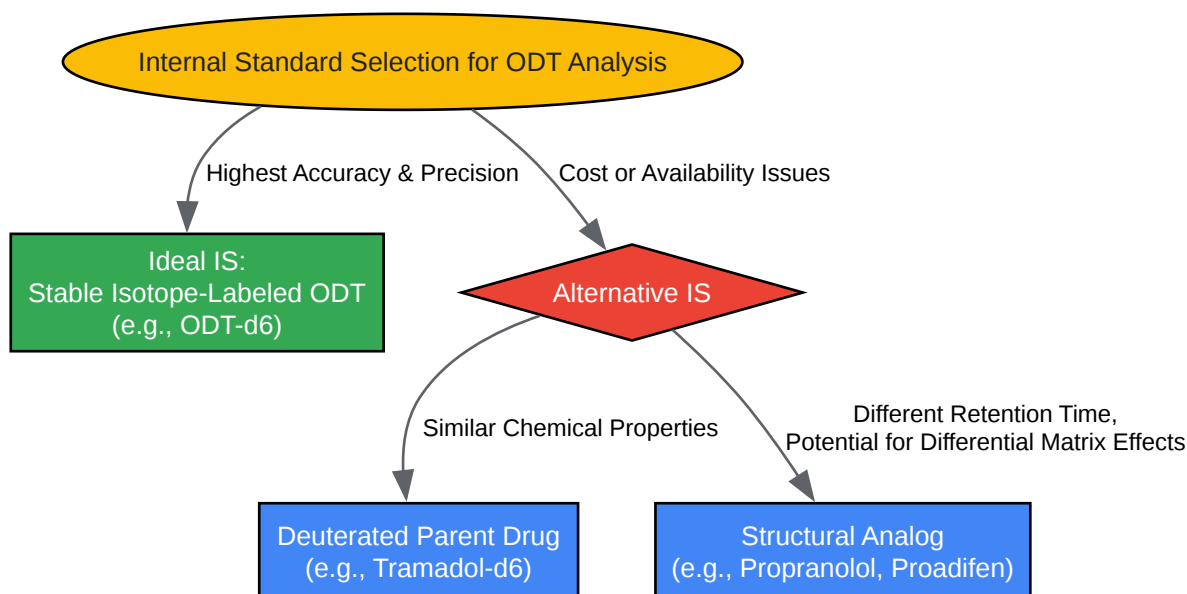 Internal Standard Selection for ODT Analysis
Highest Accuracy & Precision
Cost or Availability Issues
Ideal IS:
Stable Isotope-Labeled ODT
(e.g., ODT-d6)
Alternative IS
Similar Chemical Properties
Different Retention Time,
Potential for Differential Matrix Effects
Deuterated Parent Drug
(e.g., Tramadol-d6)
Structural Analog
(e.g., Propranolol, Proadifen)